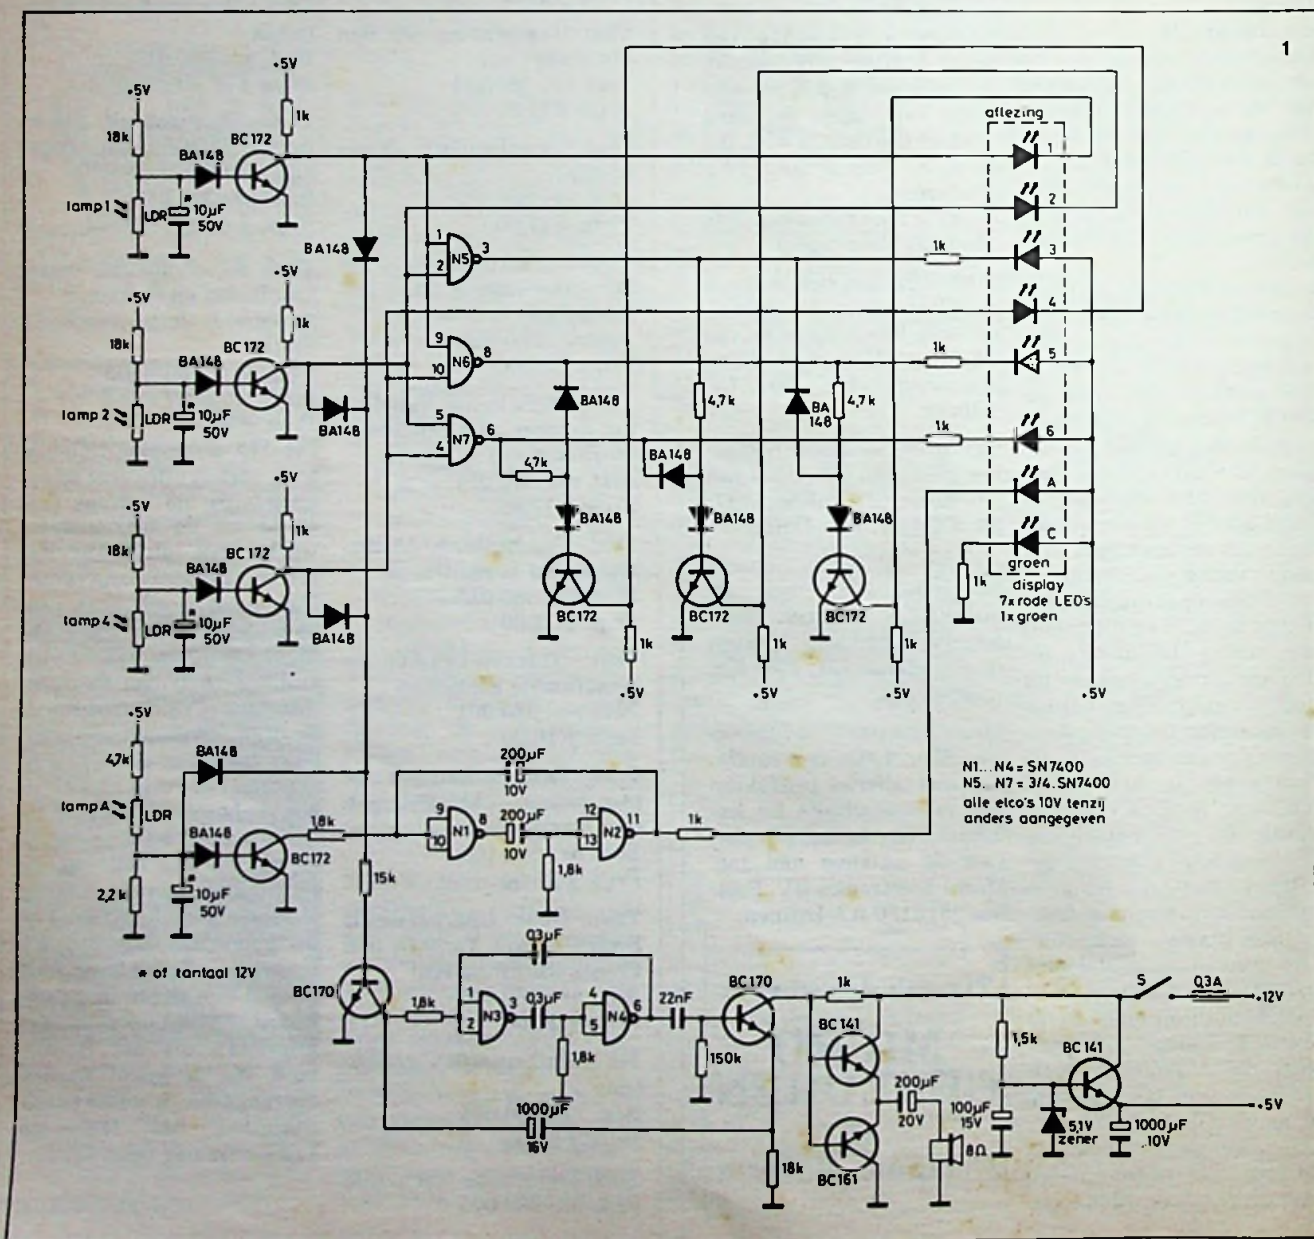 1
+5V
+5V
1k
18k
BA148
BC172
lamp 1
LDR
*
10µF
50V
BA148
+5V
+5V
1k
18k
BA148
BC172
lamp 2
LDR
*
10µF
50V
BA148
+5V
+5V
1k
18k
BA148
BC172
lamp 4
LDR
*
10µF
50V
BA148
1
2
N5
3
9
10
N6
8
5
4
N7
6
4,7k
BA148
BA148
BC172
4,7k
BA148
BA148
BC172
BA
148
4,7k
BA148
BC172
1k
+5V
1k
+5V
1k
+5V
aflezing
1
2
1k
3
4
1k
5
1k
6
A
C
groen
1k
display
7x rode LED's
1x groen
+5V
+5V
4,7k
BA148
lamp A
LDR
BA148
BC172
2,2k
*
10µF
50V
* of tantaal 12V
1,8k
15k
200µF
10V
9
10
N1
8
200µF
10V
12
13
N2
11
1,8k
1k
N1...N4 = SN7400
N5.. N7 = 3/4.SN7400
alle elco's 10V tenzij
anders aangegeven
BC170
1,8k
0,3µF
1
2
N3
3
0,3µF
4
5
N4
6
1,8k
22nF
150k
BC170
1000µF
16V
18k
1k
BC141
BC161
200µF
20V
8Ω
S
0,3A
+12V
1,5k
100µF
15V
5,1V
zener
BC141
+5V
1000µF
10V